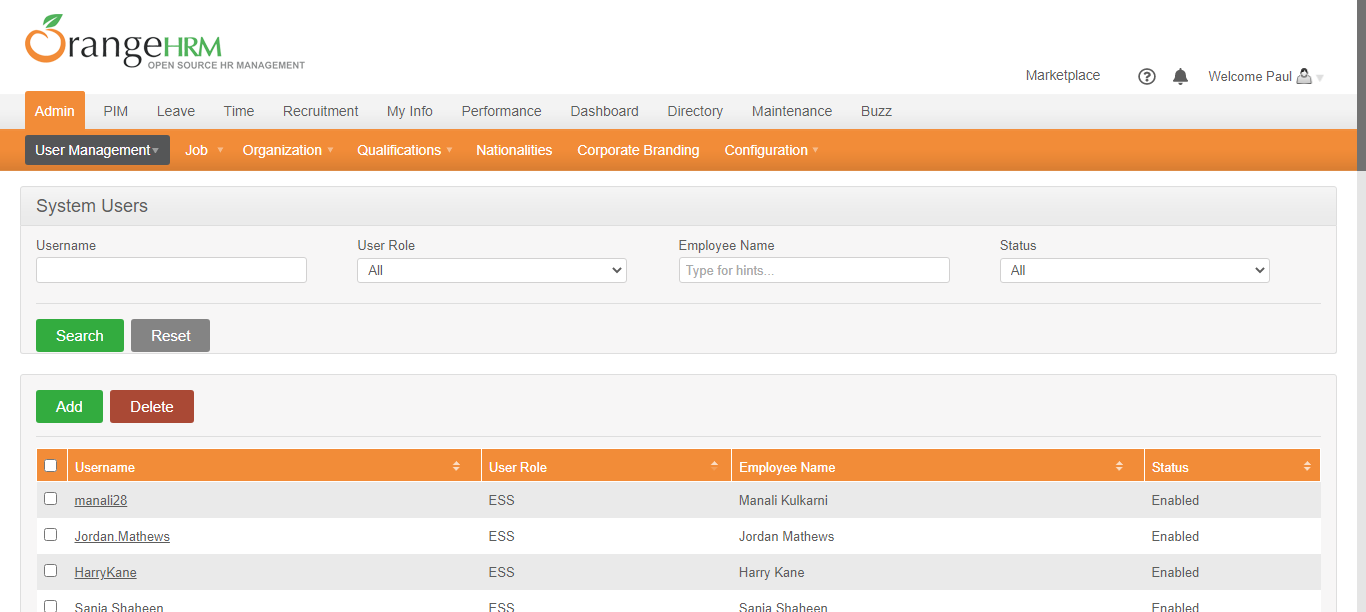 OrangeHRM
OPEN SOURCE HR MANAGEMENT
Marketplace ? Welcome Paul
Admin PIM Leave Time Recruitment My Info Performance Dashboard Directory Maintenance Buzz
User Management Job Organization Qualifications Nationalities Corporate Branding Configuration
System Users
Username User Role Employee Name Status
All Type for hints... All
Search Reset
Add Delete
Username User Role Employee Name Status
manali28 ESS Manali Kulkarni Enabled
Jordan.Mathews ESS Jordan Mathews Enabled
HarryKane ESS Harry Kane Enabled
Sania Shaheen ESS Sania Shaheen Enabled